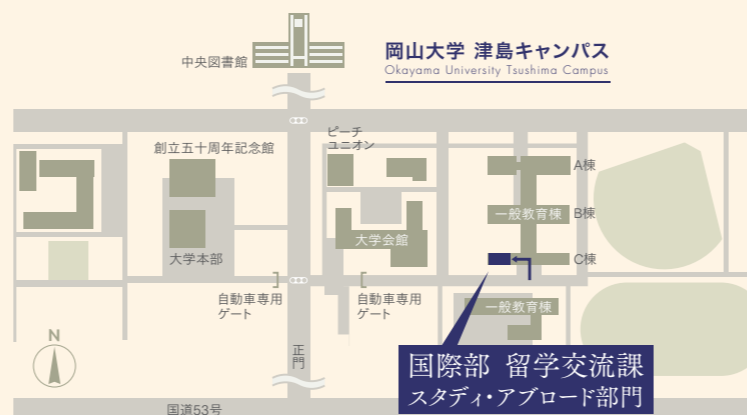 岡山大学 津島キャンパス
Okayama University Tsushima Campus
中央図書館
ピーチ
ユニオン
創立五十周年記念館
A棟
一般教育棟
B棟
大学会館
大学本部
C棟
自動車専用
ゲート
自動車専用
ゲート
一般教育棟
N
正門
国際部 留学交流課
スタディ・アブロード部門
国道53号